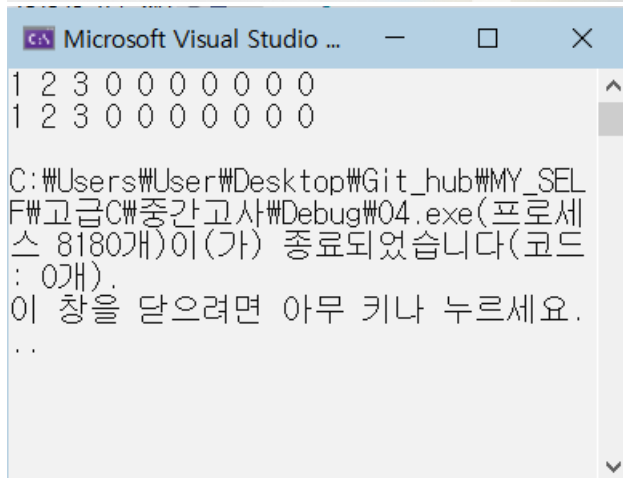 Microsoft Visual Studio ...
1 2 3 0 0 0 0 0 0 0
1 2 3 0 0 0 0 0 0 0
C:₩Users₩User₩Desktop₩Git_hub₩MY_SEL
F₩고급C₩중간고사₩Debug₩04.exe(프로세
스 8180개)이(가) 종료되었습니다(코드
: 0개).
이 창을 닫으려면 아무 키나 누르세요.
..